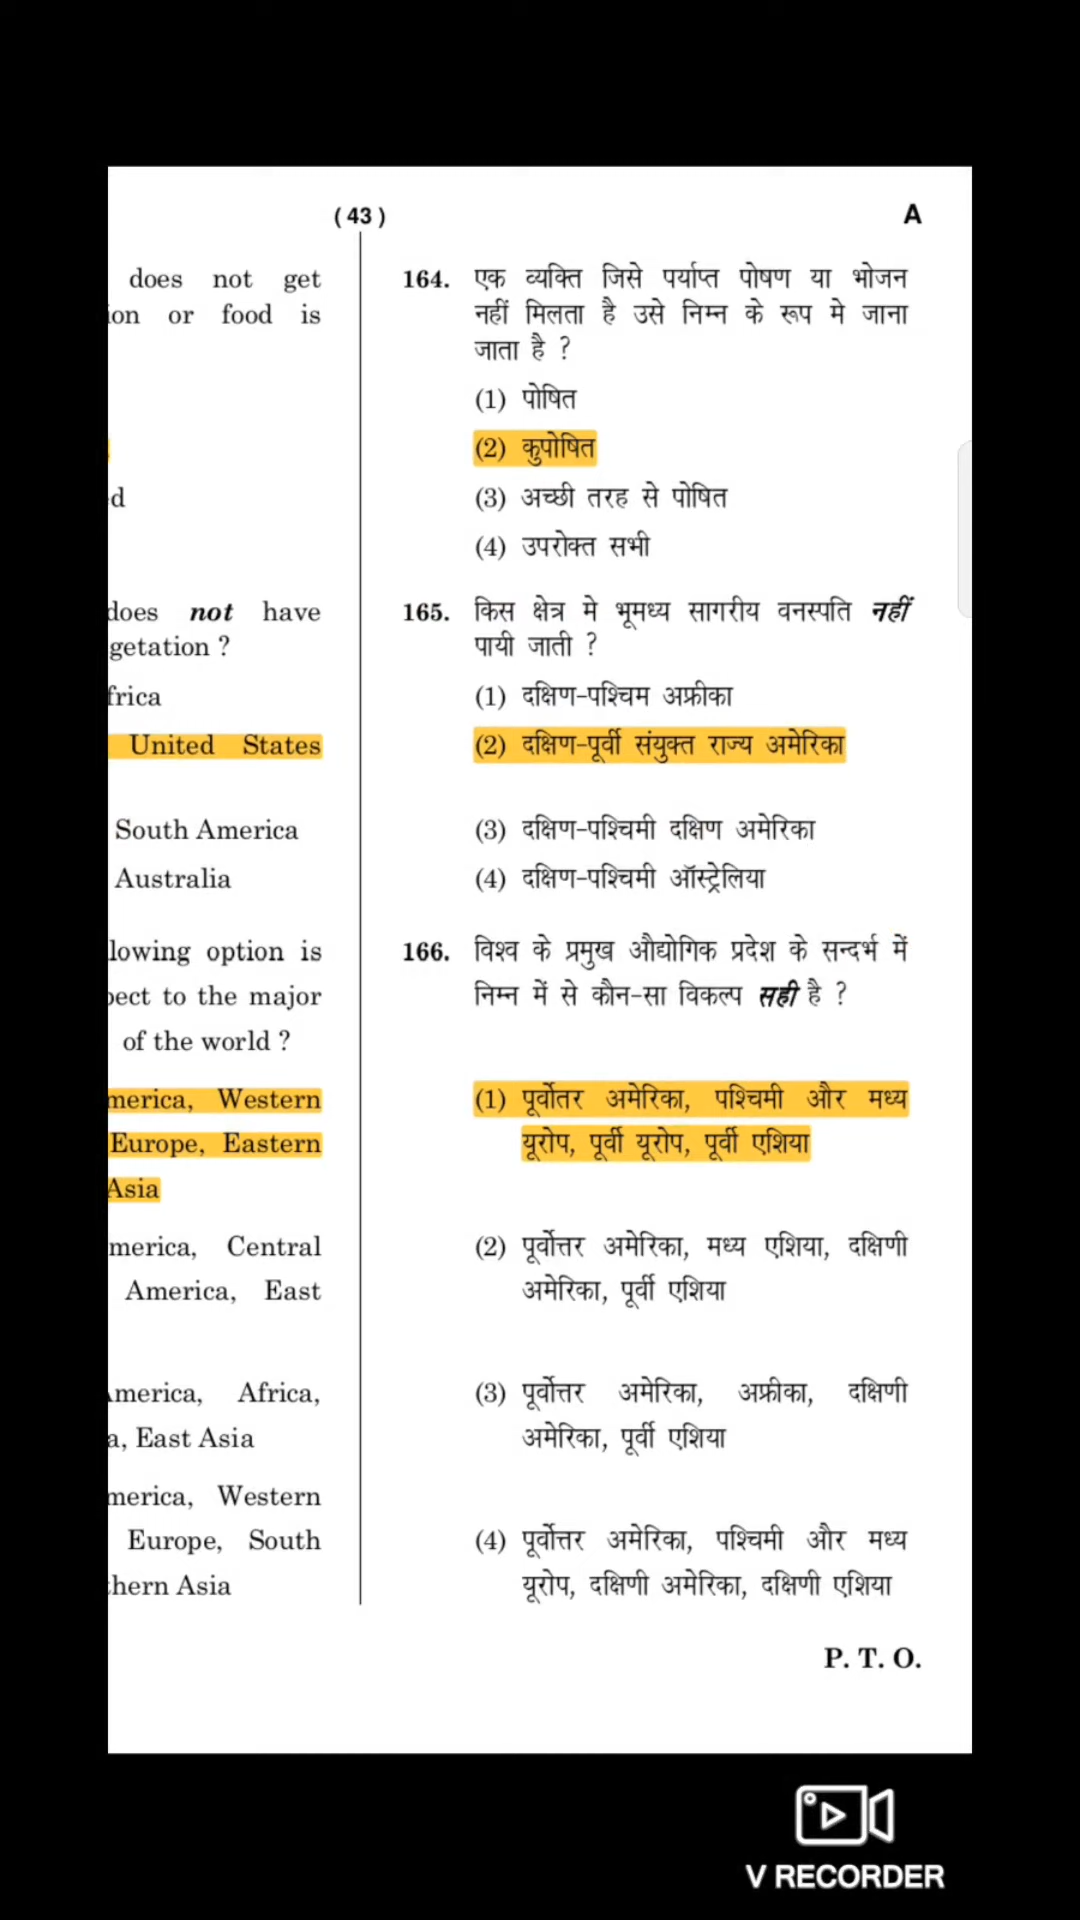 (43)
A
does not get
ion or food is
d
does not have
getation ?
frica
United States
South America
Australia
lowing option is
pect to the major
of the world ?
merica, Western
Europe, Eastern
Asia
merica, Central
America, East
america, Africa,
a, East Asia
merica, Western
Europe, South
hern Asia
164. एक व्यक्ति जिसे पर्याप्त पोषण या भोजन
नहीं मिलता है उसे निम्न के रूप मे जाना
जाता है ?
(1) पोषित
(2) कुपोषित
(3) अच्छी तरह से पोषित
(4) उपरोक्त सभी
165. किस क्षेत्र मे भूमध्य सागरीय वनस्पति नहीं
पायी जाती ?
(1) दक्षिण-पश्चिम अफ्रीका
(2) दक्षिण-पूर्वी संयुक्त राज्य अमेरिका
(3) दक्षिण-पश्चिमी दक्षिण अमेरिका
(4) दक्षिण-पश्चिमी ऑस्ट्रेलिया
166. विश्व के प्रमुख औद्योगिक प्रदेश के सन्दर्भ में
निम्न में से कौन-सा विकल्प सही है ?
(1) पूर्वोतर अमेरिका, पश्चिमी और मध्य
यूरोप, पूर्वी यूरोप, पूर्वी एशिया
(2) पूर्वोत्तर अमेरिका, मध्य एशिया, दक्षिणी
अमेरिका, पूर्वी एशिया
(3) पूर्वोत्तर अमेरिका, अफ्रीका, दक्षिणी
अमेरिका, पूर्वी एशिया
(4) पूर्वोत्तर अमेरिका, पश्चिमी और मध्य
यूरोप, दक्षिणी अमेरिका, दक्षिणी एशिया
P. T. O.
V RECORDER